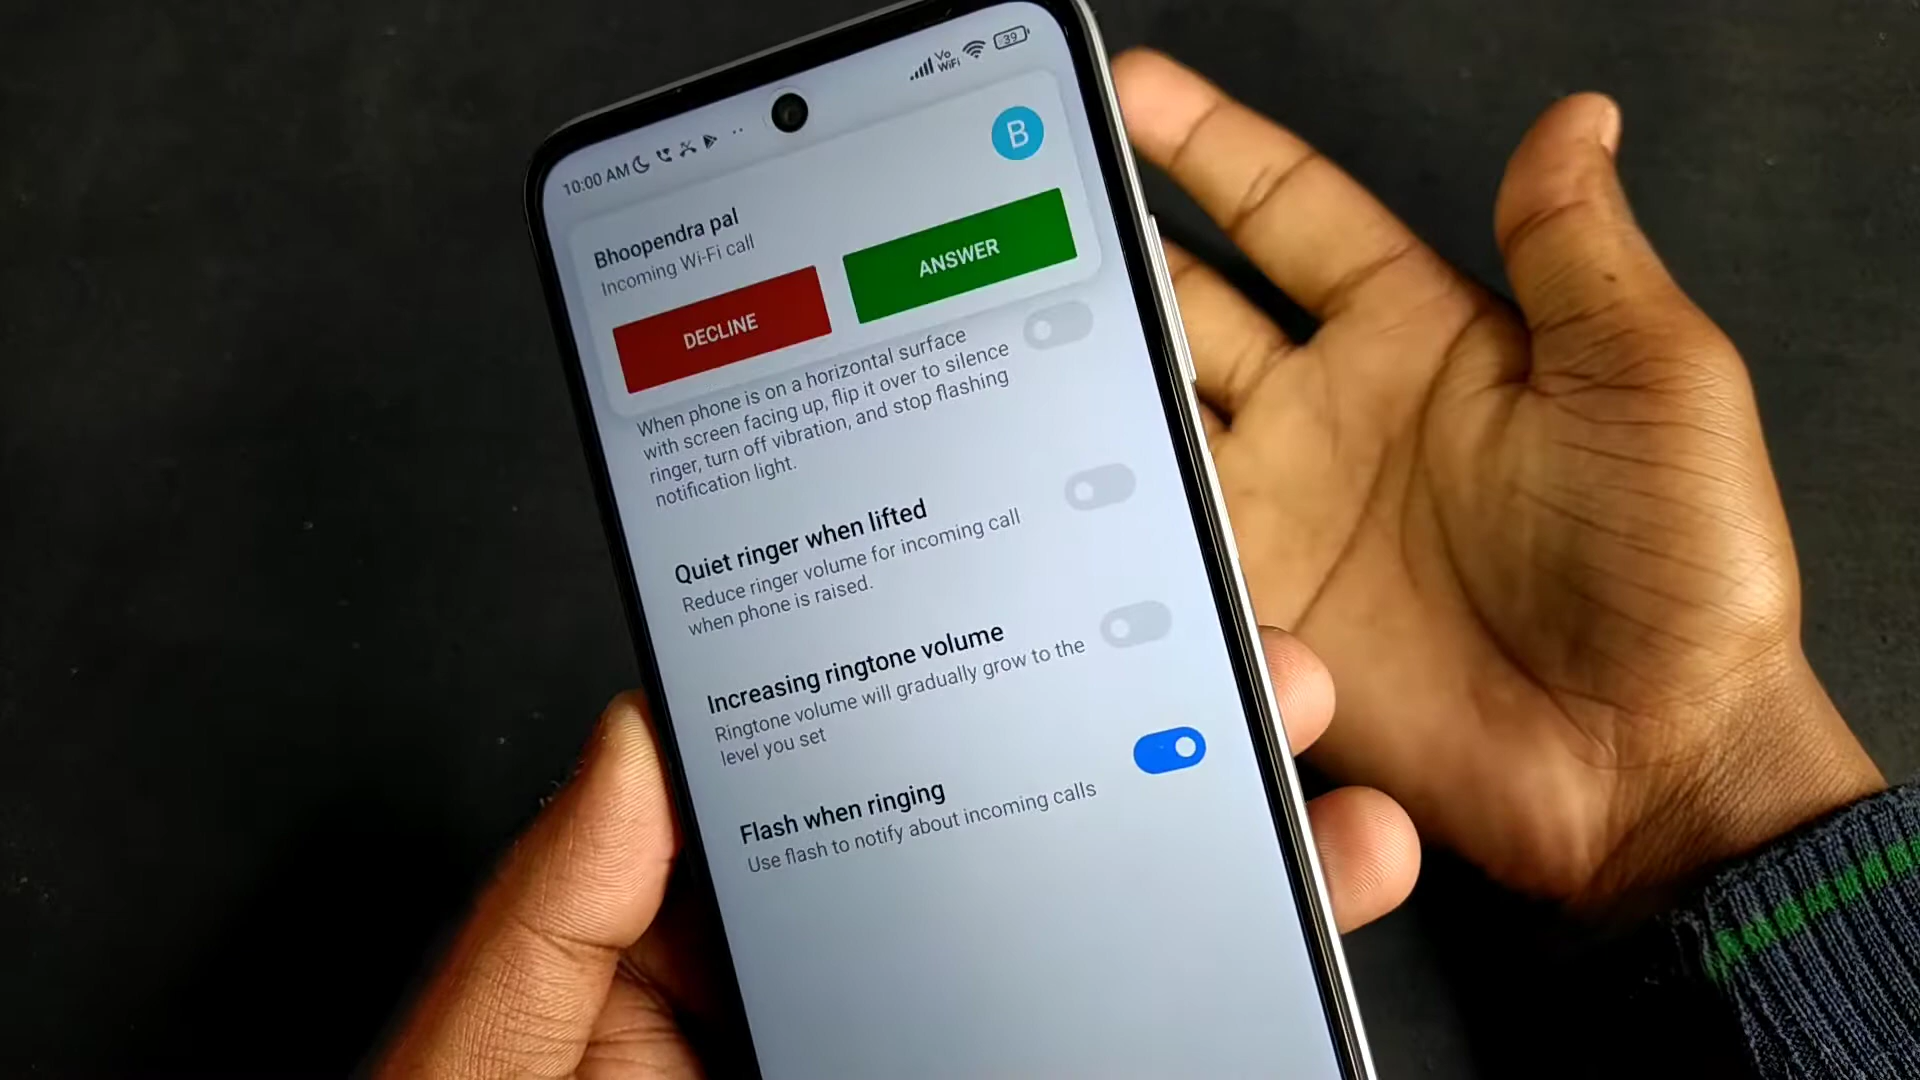 10:00 AM
Vo
WiFi
39
B
Bhoopendra pal
Incoming Wi-Fi call
DECLINE
ANSWER
When phone is on a horizontal surface
with screen facing up, flip it over to silence
ringer, turn off vibration, and stop flashing
notification light.
Quiet ringer when lifted
Reduce ringer volume for incoming call
when phone is raised.
Increasing ringtone volume
Ringtone volume will gradually grow to the
level you set
Flash when ringing
Use flash to notify about incoming calls